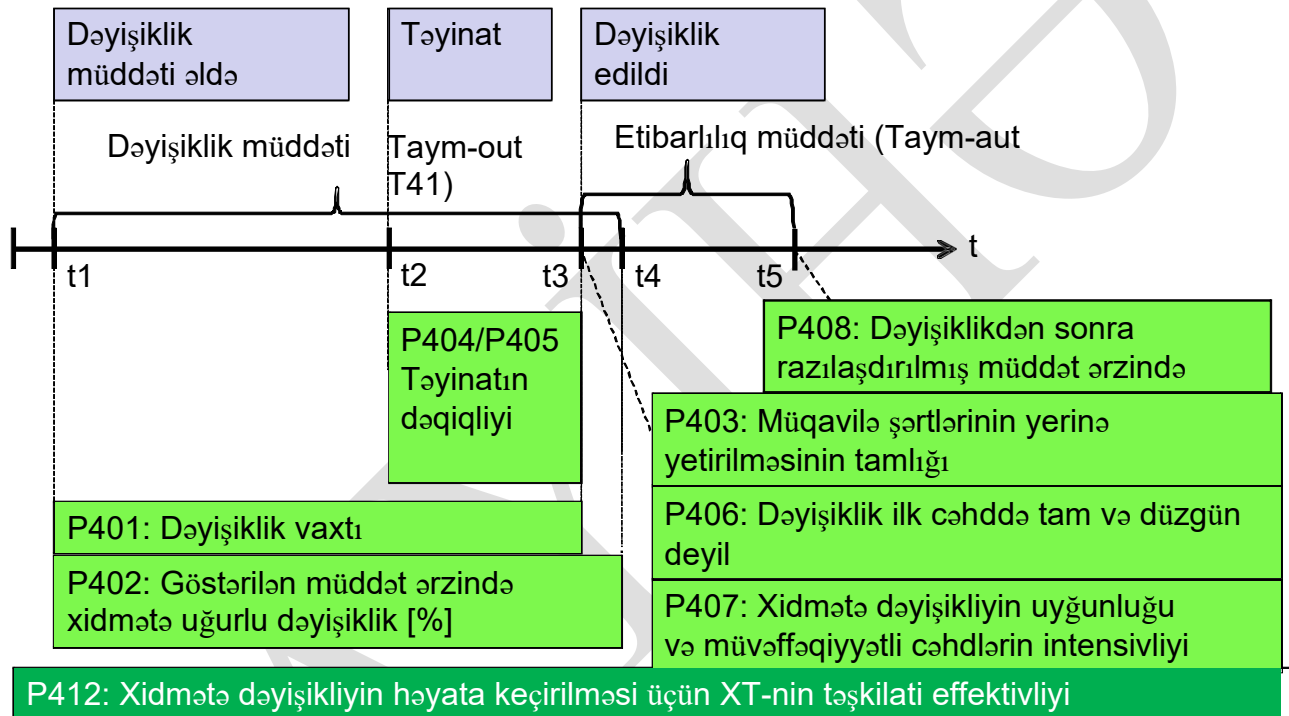 Dəyişiklik
müddəti əldə
Təyinat
Dəyişiklik
edildi
Dəyişiklik müddəti
Taym-out
T41)
Etibarlılıq müddəti (Taym-aut
t
t1
t2
t3
t4
t5
P404/P405
Təyinatın
dəqiqliyi
P408: Dəyişiklikdən sonra
razılaşdırılmış müddət ərzində
P403: Müqavilə şərtlərinin yerinə
yetirilməsinin tamlığı
P401: Dəyişiklik vaxtı
P406: Dəyişiklik ilk cəhddə tam və düzgün
deyil
P402: Göstərilən müddət ərzində
xidmətə uğurlu dəyişiklik [%]
P407: Xidmətə dəyişikliyin uyğunluğu
və müvəffəqiyyətli cəhdlərin intensivliyi
P412: Xidmətə dəyişikliyin həyata keçirilməsi üçün XT-nin təşkilati effektivliyi